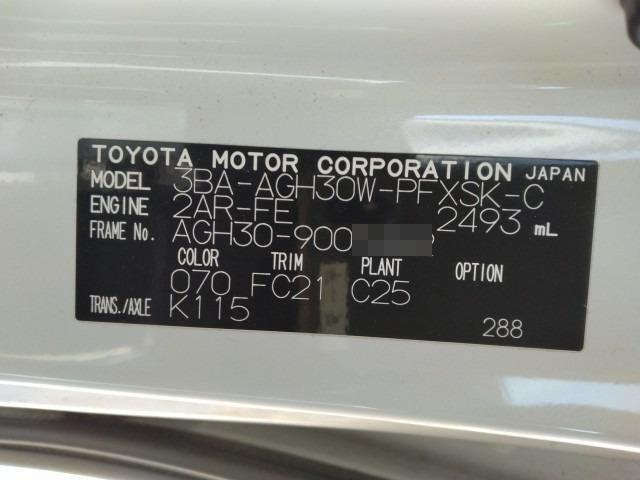 TOYOTA MOTOR CORPORATION JAPAN
MODEL 3BA-AGH30W-PFXSK-C
ENGINE 2AR-FE 2493 mL
FRAME No. AGH30-900
COLOR TRIM PLANT OPTION
070 FC21 C25
TRANS./AXLE K115
288